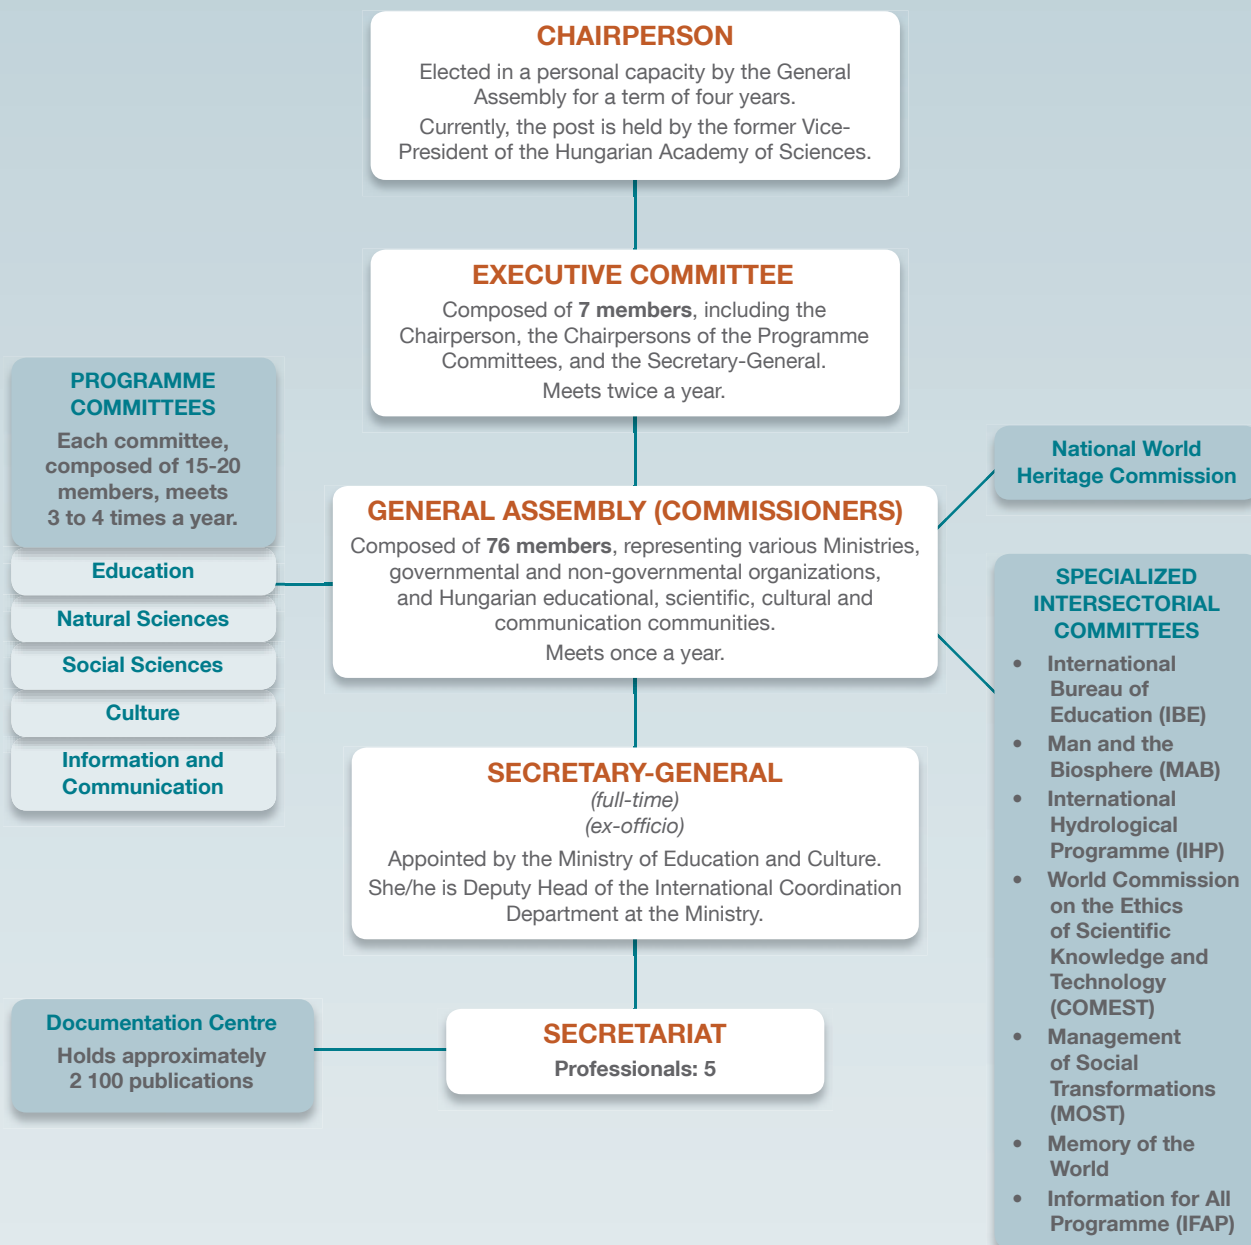 CHAIRPERSON
Elected in a personal capacity by the General
Assembly for a term of four years.
Currently, the post is held by the former Vice-
President of the Hungarian Academy of Sciences.
EXECUTIVE COMMITTEE
Composed of 7 members, including the
Chairperson, the Chairpersons of the Programme
Committees, and the Secretary-General.
Meets twice a year.
PROGRAMME
COMMITTEES
Each committee,
composed of 15-20
members, meets
3 to 4 times a year.
Education
Natural Sciences
Social Sciences
Culture
Information and
Communication
GENERAL ASSEMBLY (COMMISSIONERS)
Composed of 76 members, representing various Ministries,
governmental and non-governmental organizations,
and Hungarian educational, scientific, cultural and
communication communities.
Meets once a year.
National World
Heritage Commission
SPECIALIZED
INTERSECTORIAL
COMMITTEES
• International
Bureau of
Education (IBE)
• Man and the
Biosphere (MAB)
• International
Hydrological
Programme (IHP)
• World Commission
on the Ethics
of Scientific
Knowledge and
Technology
(COMEST)
• Management
of Social
Transformations
(MOST)
• Memory of the
World
• Information for All
Programme (IFAP)
SECRETARY-GENERAL
(full-time)
(ex-officio)
Appointed by the Ministry of Education and Culture.
She/he is Deputy Head of the International Coordination
Department at the Ministry.
Documentation Centre
Holds approximately
2 100 publications
SECRETARIAT
Professionals: 5